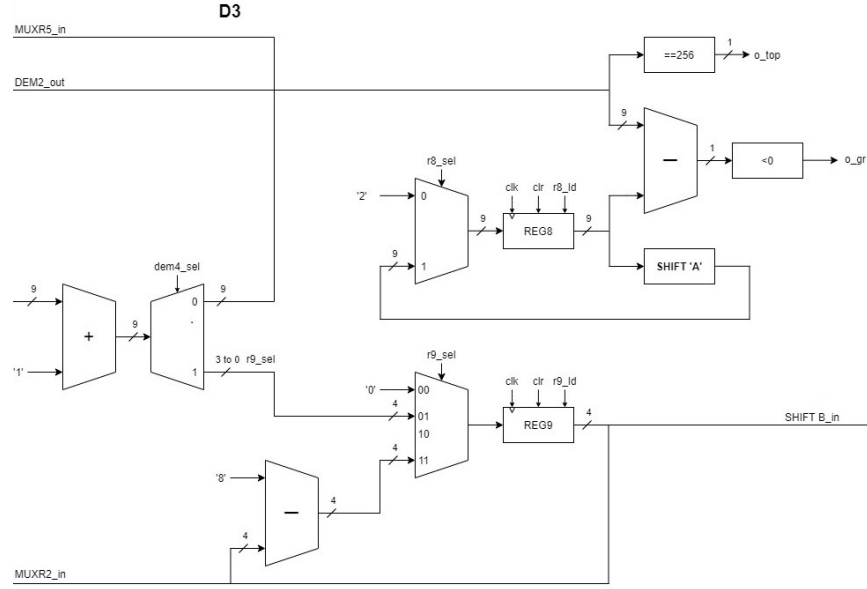 D3
MUXR5_in
==256
1
o_top
DEM2_out
9
1
<0
o_gr
r8_sel
'2'
0
clk
clr
r8_ld
9
REG8
9
9
1
SHIFT 'A'
dem4_sel
9
0
9
+
9
'1'
1
3 to 0
r9_sel
r9_sel
'0'
00
clk
clr
r9_ld
4
01
10
REG9
4
SHIFT B_in
4
11
'8'
4
4
MUXR2_in